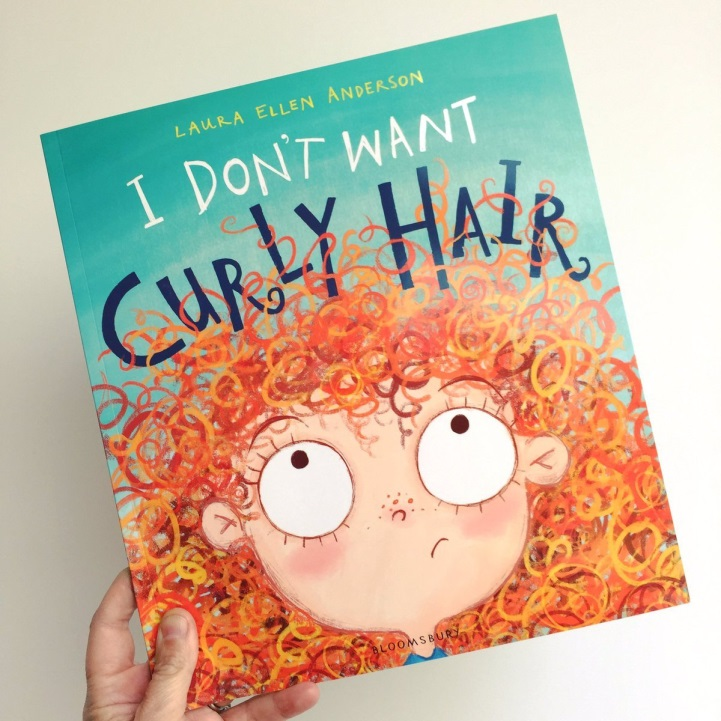 LAURA ELLEN ANDERSON
I DON'T WANT
CURLY HAIR
BLOOMSBURY